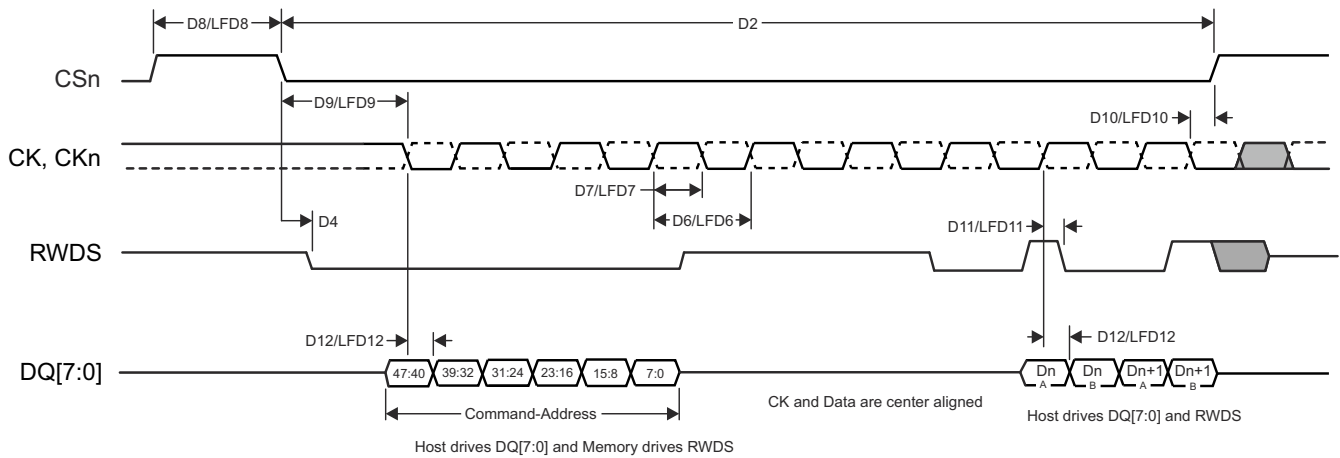 D8/LFD8
D2
CSn
D9/LFD9
D10/LFD10
CK, CKn
D7/LFD7
D6/LFD6
D4
D11/LFD11
RWDS
D12/LFD12
D12/LFD12
DQ[7:0]
47:40 39:32 31:24 23:16 15:8 7:0
Dn A Dn B Dn+1 A Dn+1 B
Command-Address
CK and Data are center aligned
Host drives DQ[7:0] and RWDS
Host drives DQ[7:0] and Memory drives RWDS